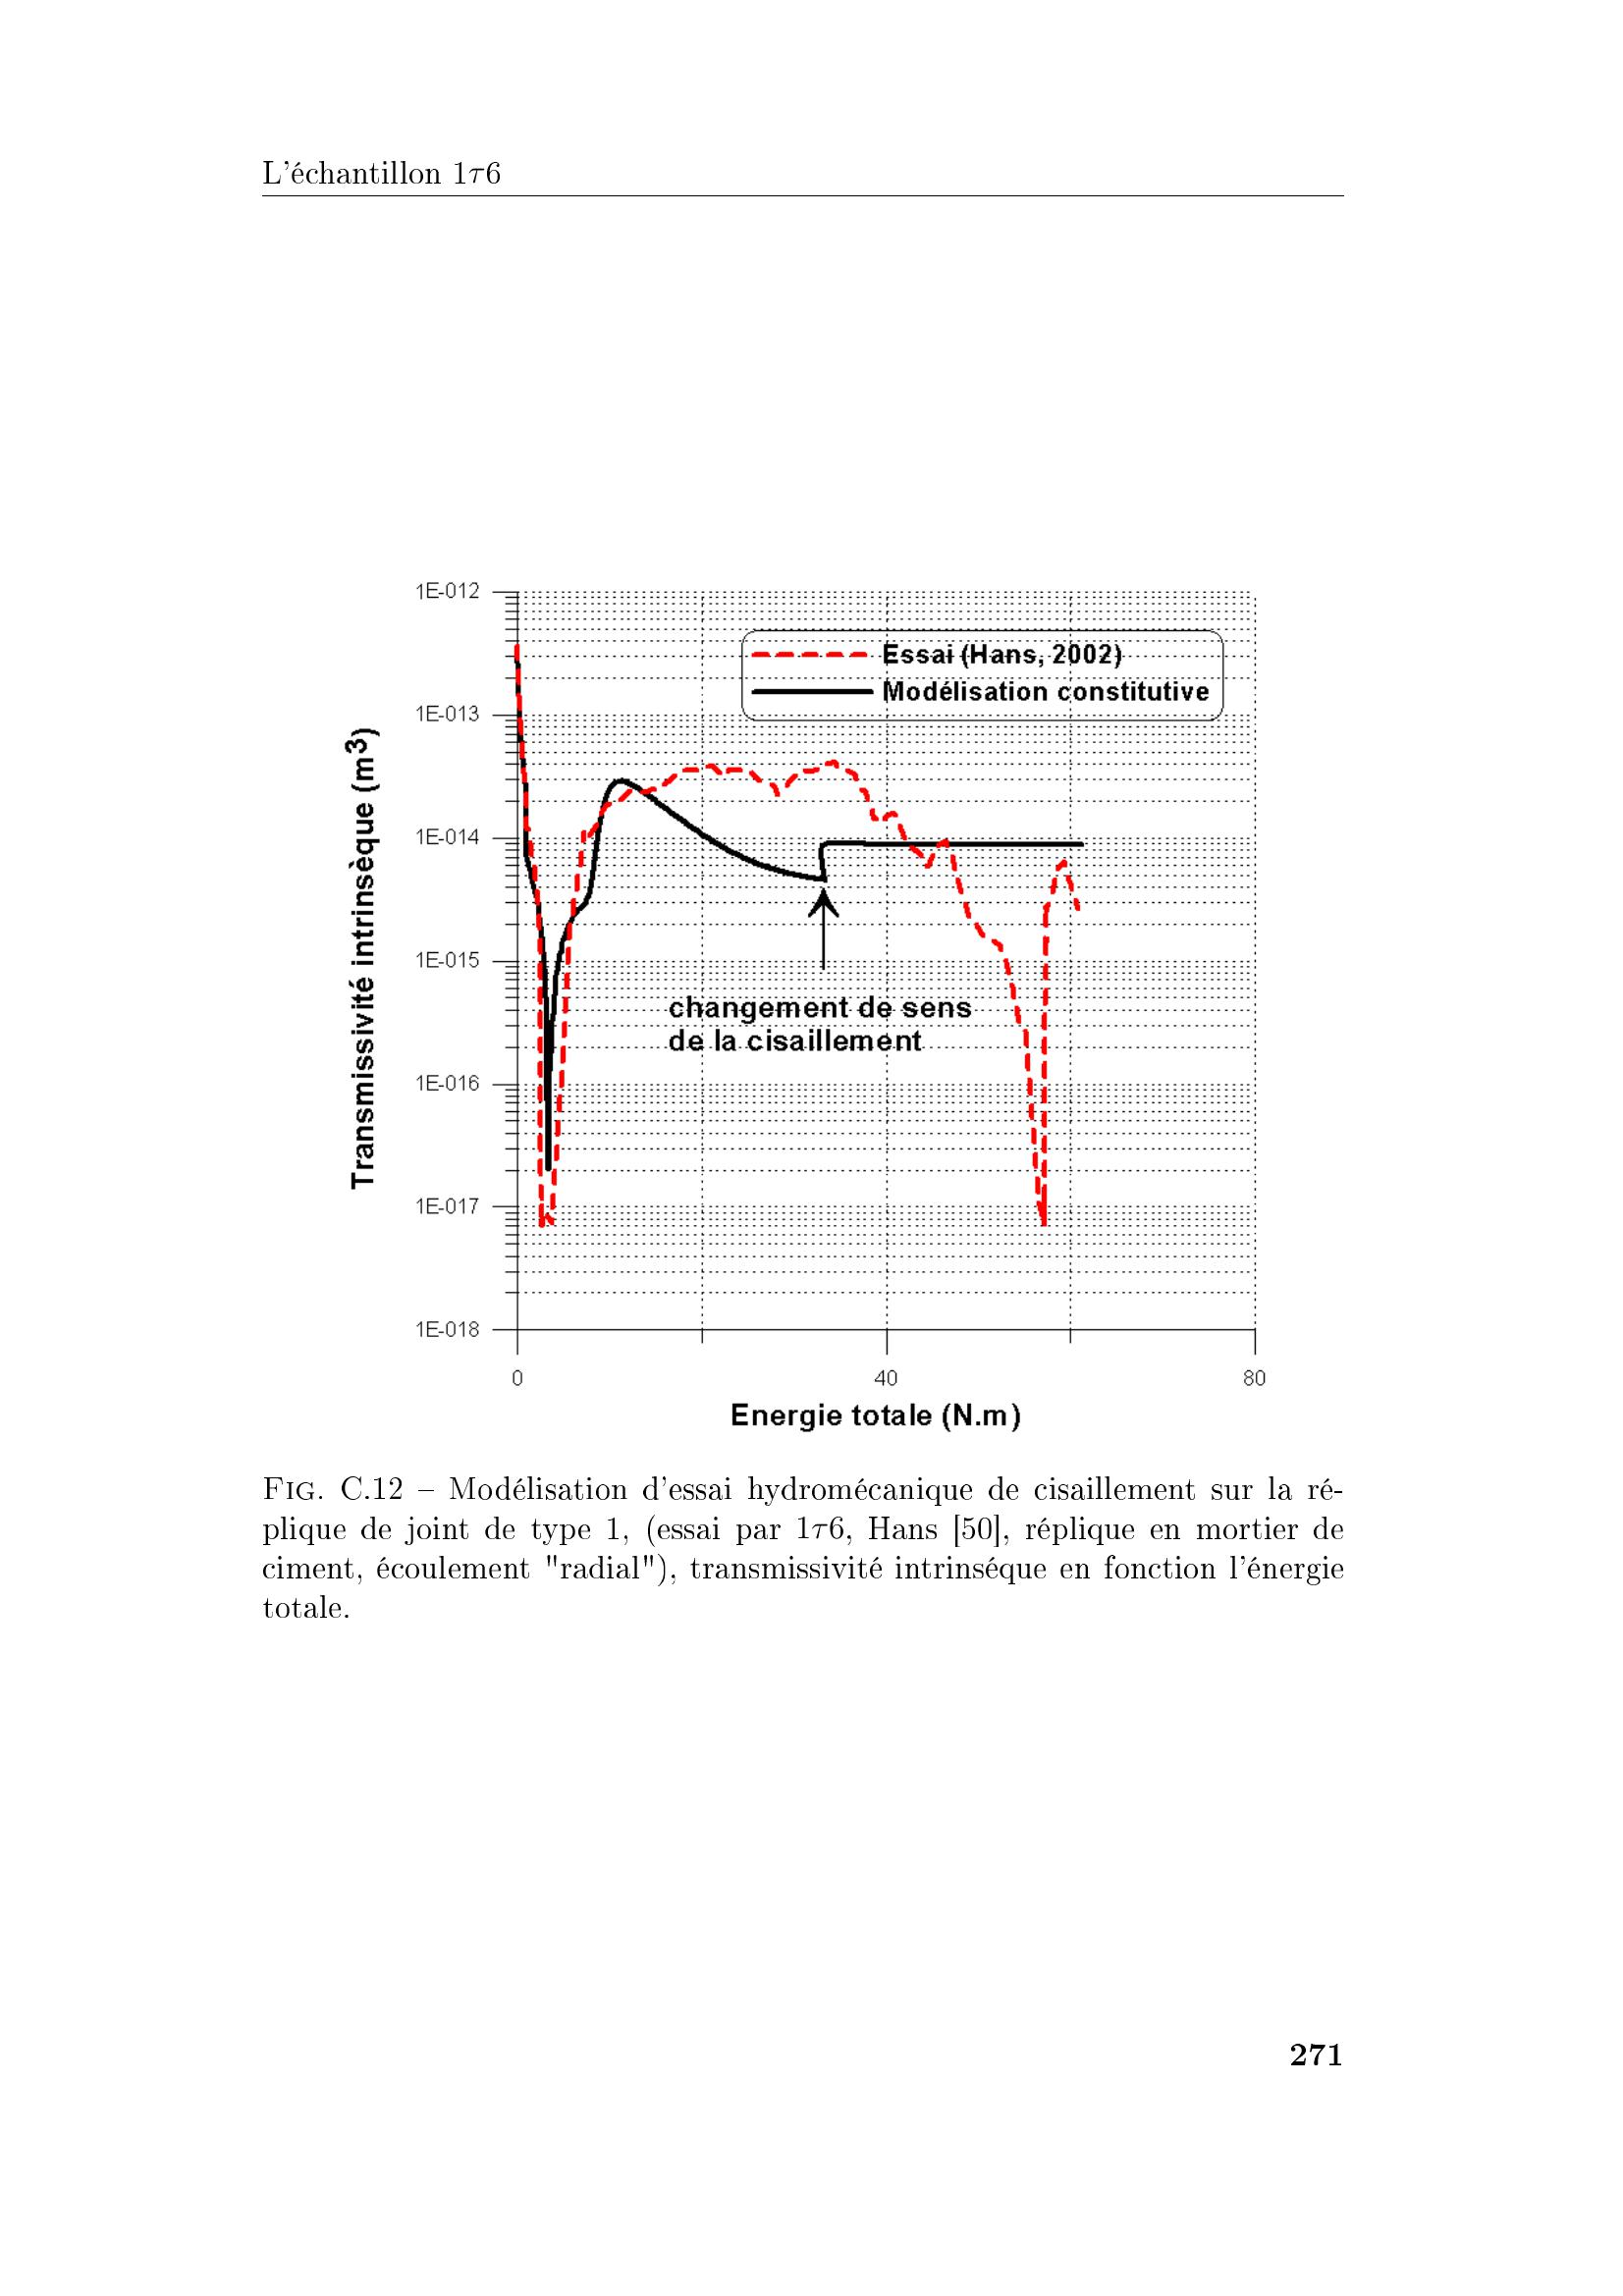 L'échantillon 1τ6
1E-012
1E-013
1E-014
1E-015
1E-016
1E-017
1E-018
Transmissivité intrinsèque (m3)
Essai (Hans, 2002)
Modélisation constitutive
changement de sens
de la cisaillement
0 40 80
Energie totale (N.m)
FIG. C.12 – Modélisation d'essai hydromécanique de cisaillement sur la ré-
plique de joint de type 1, (essai par 1τ6, Hans [50], réplique en mortier de
ciment, écoulement "radial"), transmissivité intrinséque en fonction l'énergie
totale.
271